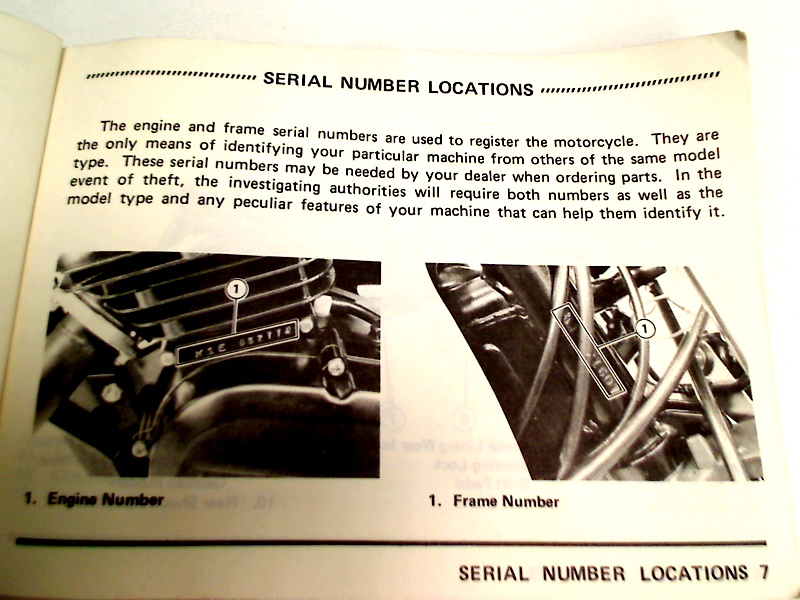 SERIAL NUMBER LOCATIONS
The engine and frame serial numbers are used to register the motorcycle. They are
the only means of identifying your particular machine from others of the same model
type. These serial numbers may be needed by your dealer when ordering parts. In the
event of theft, the investigating authorities will require both numbers as well as the
model type and any peculiar features of your machine that can help them identify it.
1
1
1. Engine Number
1. Frame Number
SERIAL NUMBER LOCATIONS 7